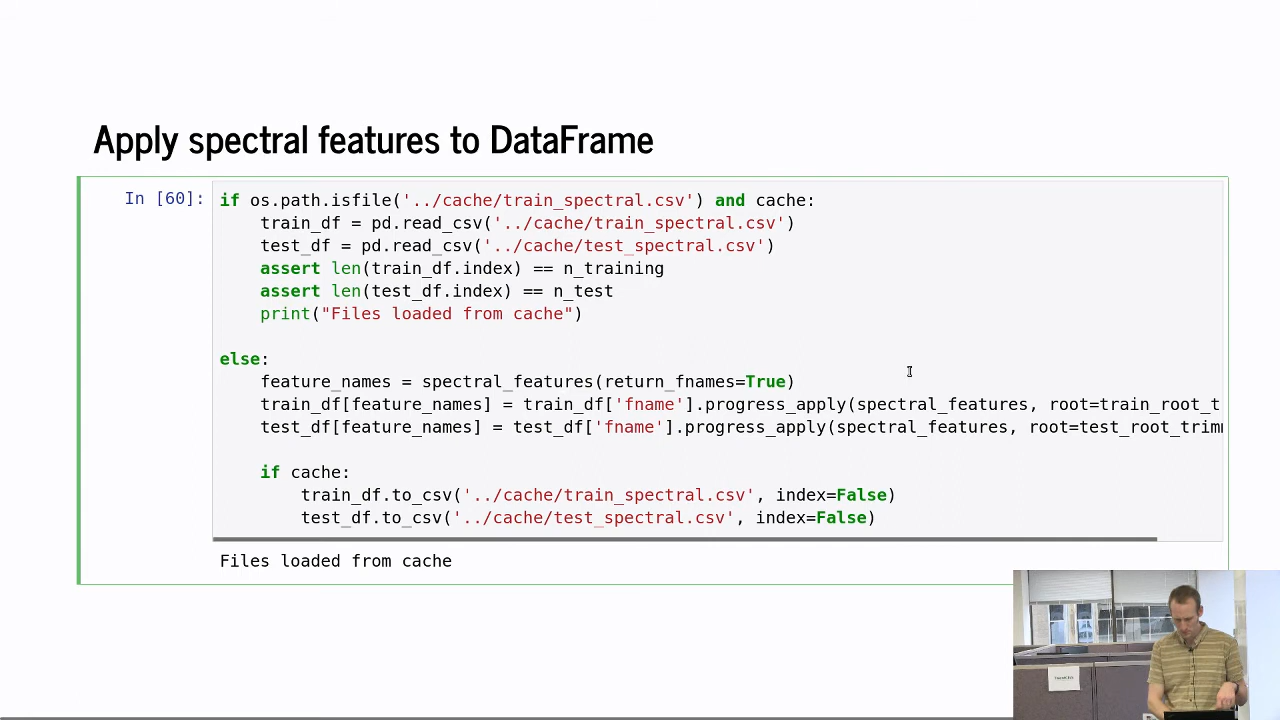 Apply spectral features to DataFrame
In [60]:
if os.path.isfile('../cache/train_spectral.csv') and cache:
    train_df = pd.read_csv('../cache/train_spectral.csv')
    test_df = pd.read_csv('../cache/test_spectral.csv')
    assert len(train_df.index) == n_training
    assert len(test_df.index) == n_test
    print("Files loaded from cache")
else:
    feature_names = spectral_features(return_fnames=True)
    train_df[feature_names] = train_df['fname'].progress_apply(spectral_features, root=train_root_t
    test_df[feature_names] = test_df['fname'].progress_apply(spectral_features, root=test_root_trim
    if cache:
        train_df.to_csv('../cache/train_spectral.csv', index=False)
        test_df.to_csv('../cache/test_spectral.csv', index=False)
Files loaded from cache